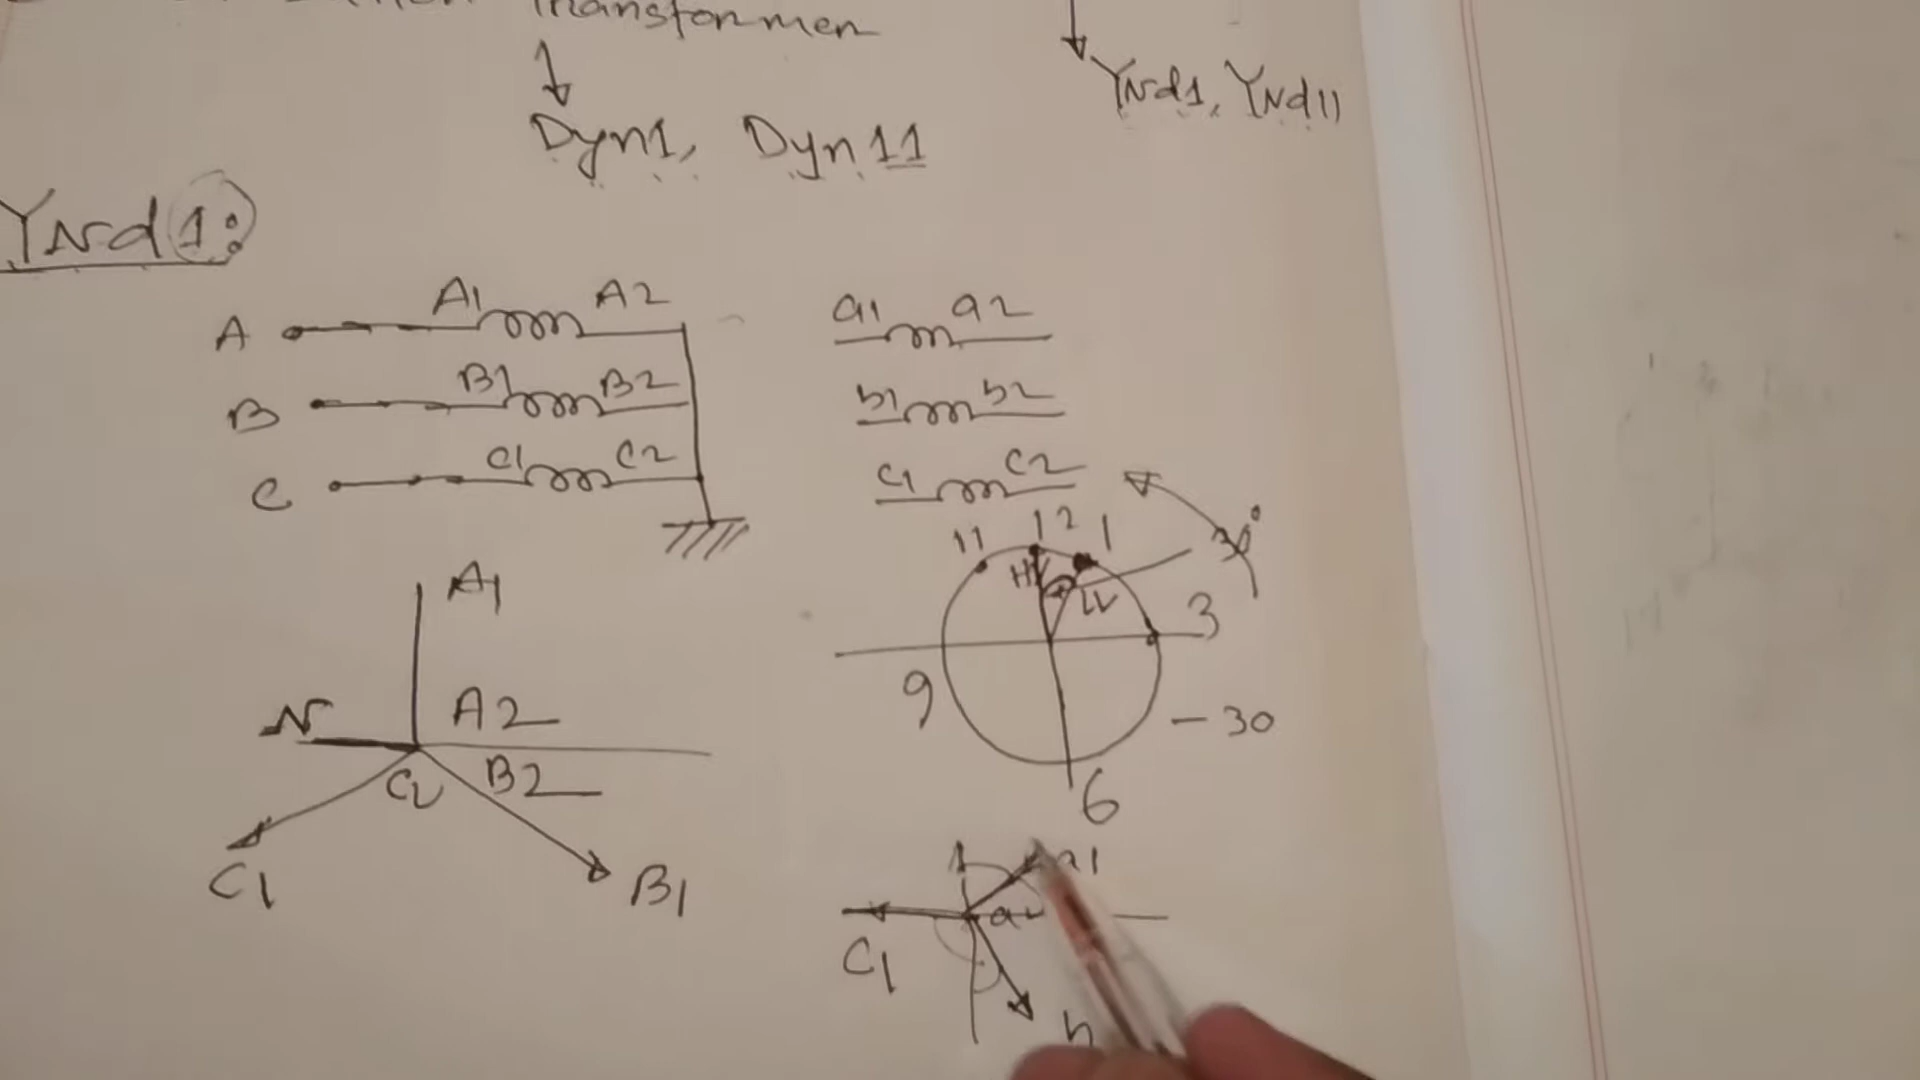 Transformer
YNd1, YNd11
Dyn1, Dyn11
YNd1:
A A1 A2
B B1 B2
C C1 C2
a1 a2
b1 b2
c1 c2
11 12 1
30°
HV
LV
3
9
-30
6
A1
N A2
C2 B2
C1
B1
a1
C1